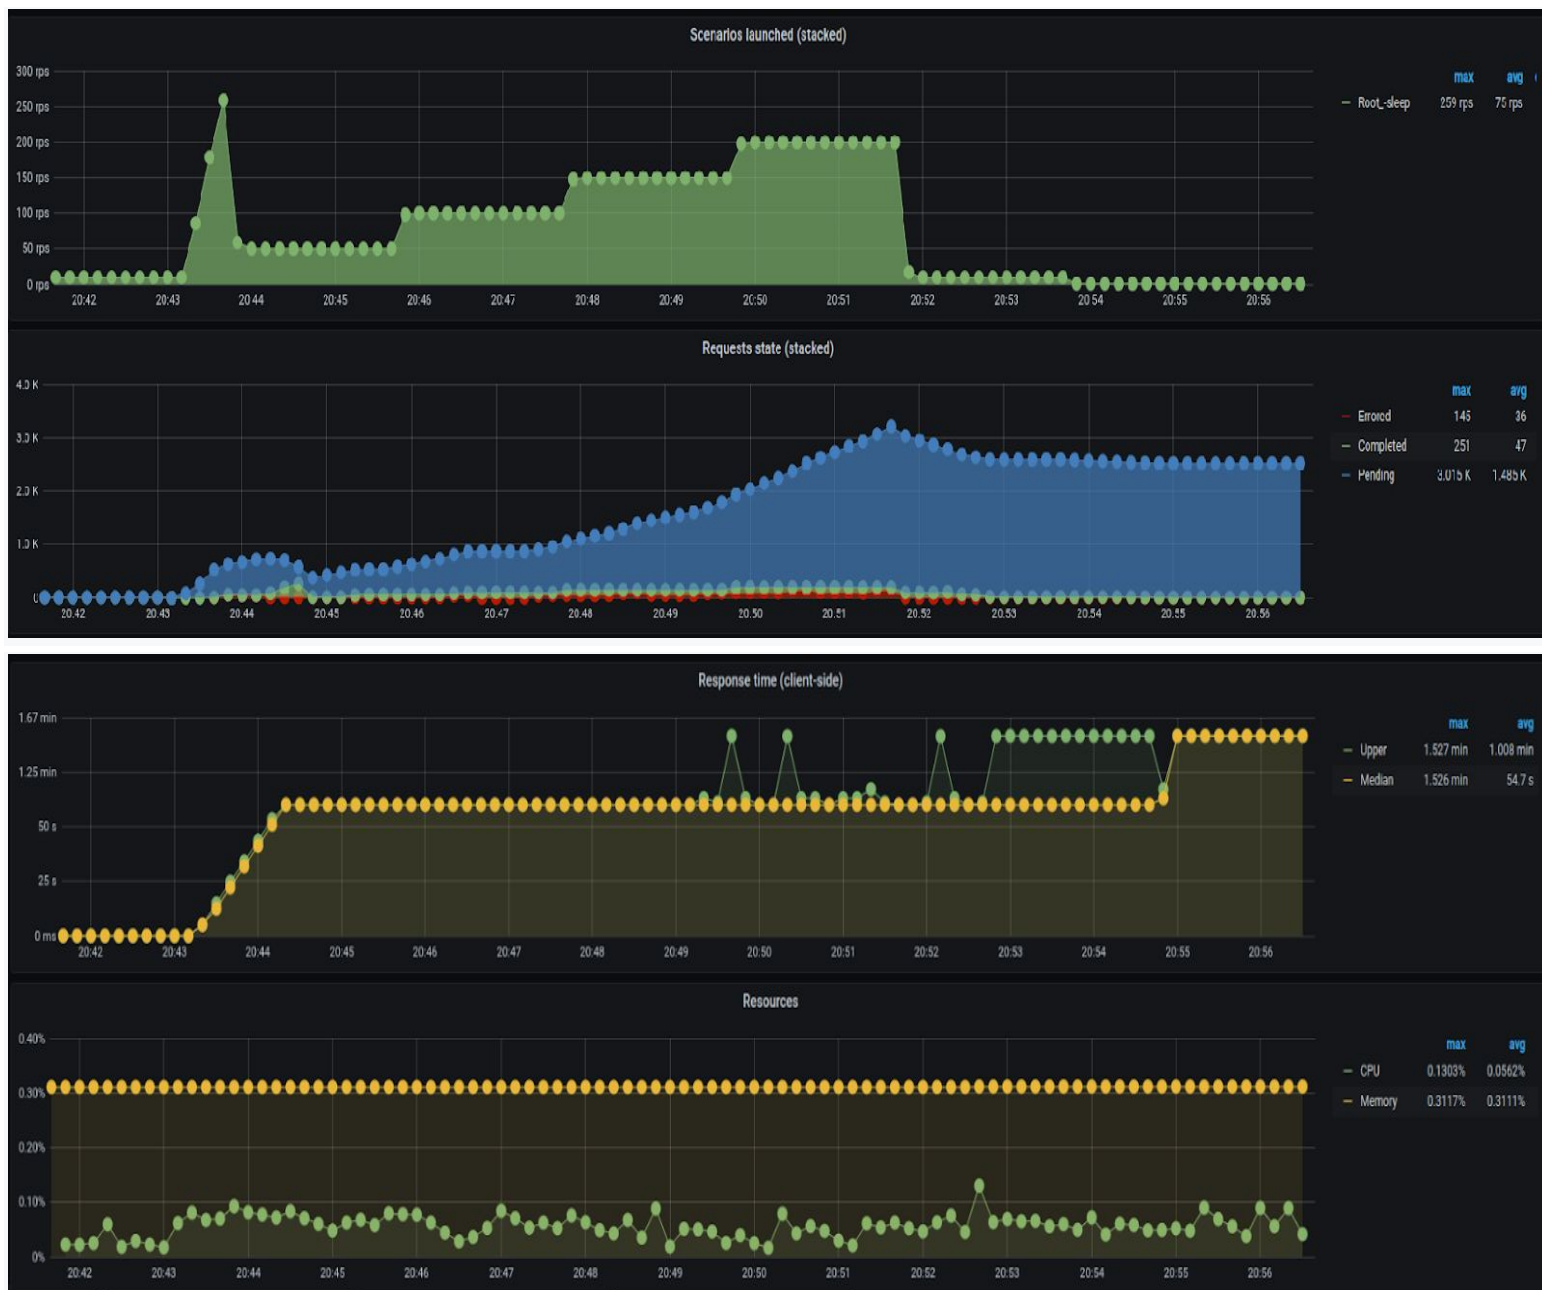 Scenarios launched (stacked)
300 rps
250 rps
200 rps
150 rps
100 rps
50 rps
0 rps
20:42 20:43 20:44 20:45 20:46 20:47 20:48 20:49 20:50 20:51 20:52 20:53 20:54 20:55 20:56
max avg
Root_-sleep 259 rps 75 rps
Requests state (stacked)
4.0 K
3.0 K
2.0 K
1.0 K
0
20:42 20:43 20:44 20:45 20:46 20:47 20:48 20:49 20:50 20:51 20:52 20:53 20:54 20:55 20:56
max avg
Errored 145 36
Completed 251 47
Pending 3.015 K 1.485 K
Response time (client-side)
1.67 min
1.25 min
50 s
25 s
0 ms
20:42 20:43 20:44 20:45 20:46 20:47 20:48 20:49 20:50 20:51 20:52 20:53 20:54 20:55 20:56
max avg
Upper 1.527 min 1.008 min
Median 1.526 min 54.7 s
Resources
0.40%
0.30%
0.20%
0.10%
0%
20:42 20:43 20:44 20:45 20:46 20:47 20:48 20:49 20:50 20:51 20:52 20:53 20:54 20:55 20:56
max avg
CPU 0.1303% 0.0562%
Memory 0.3117% 0.3111%